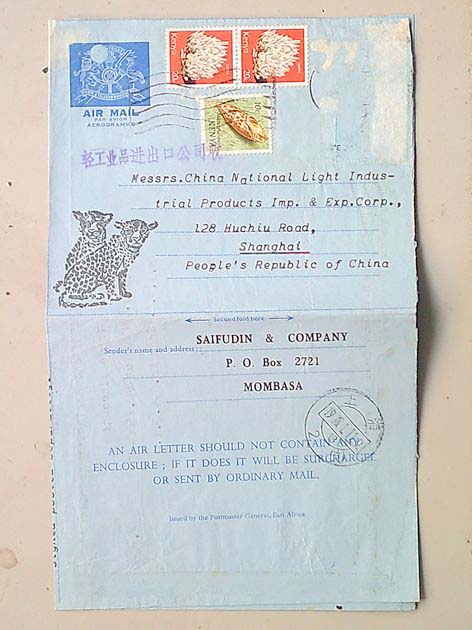 Kenya 20c
Kenya 20c
10c
KENYA
AIR MAIL
PAR AVION
AEROGRAMME
轻工业品进出口公司收
Messrs.China National Light Indus-
trial Products Imp. & Exp.Corp.,
128 Huchiu Road,
Shanghai
People's Republic of China
Second fold here
Sender's name and address:
SAIFUDIN & COMPANY
P. O. Box 2721
MOMBASA
上海
AN AIR LETTER SHOULD NOT CONTAIN ANY
ENCLOSURE ; IF IT DOES IT WILL BE SURCHARGED
OR SENT BY ORDINARY MAIL.
Issued by the Postmaster General, East Africa